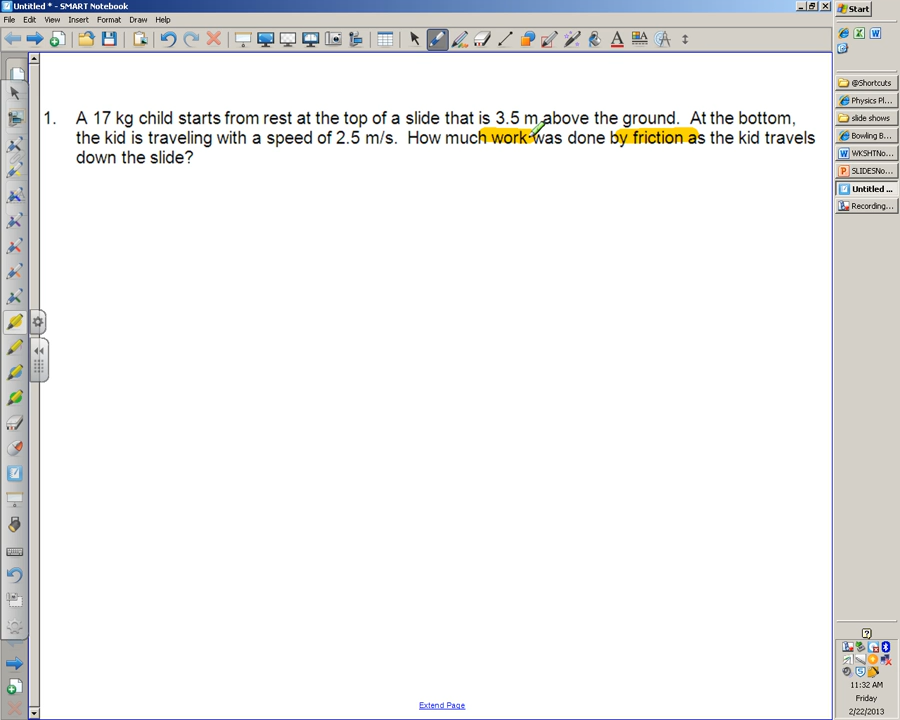 Untitled * - SMART Notebook
File Edit View Insert Format Draw Help
Start
1. A 17 kg child starts from rest at the top of a slide that is 3.5 m above the ground. At the bottom,
the kid is traveling with a speed of 2.5 m/s. How much work was done by friction as the kid travels
down the slide?
@Shortcuts
Physics Pl...
slide shows
Bowling B...
WKSHTNo...
SLIDESNo...
Untitled ...
Recording...
Extend Page
11:32 AM
Friday
2/22/2013